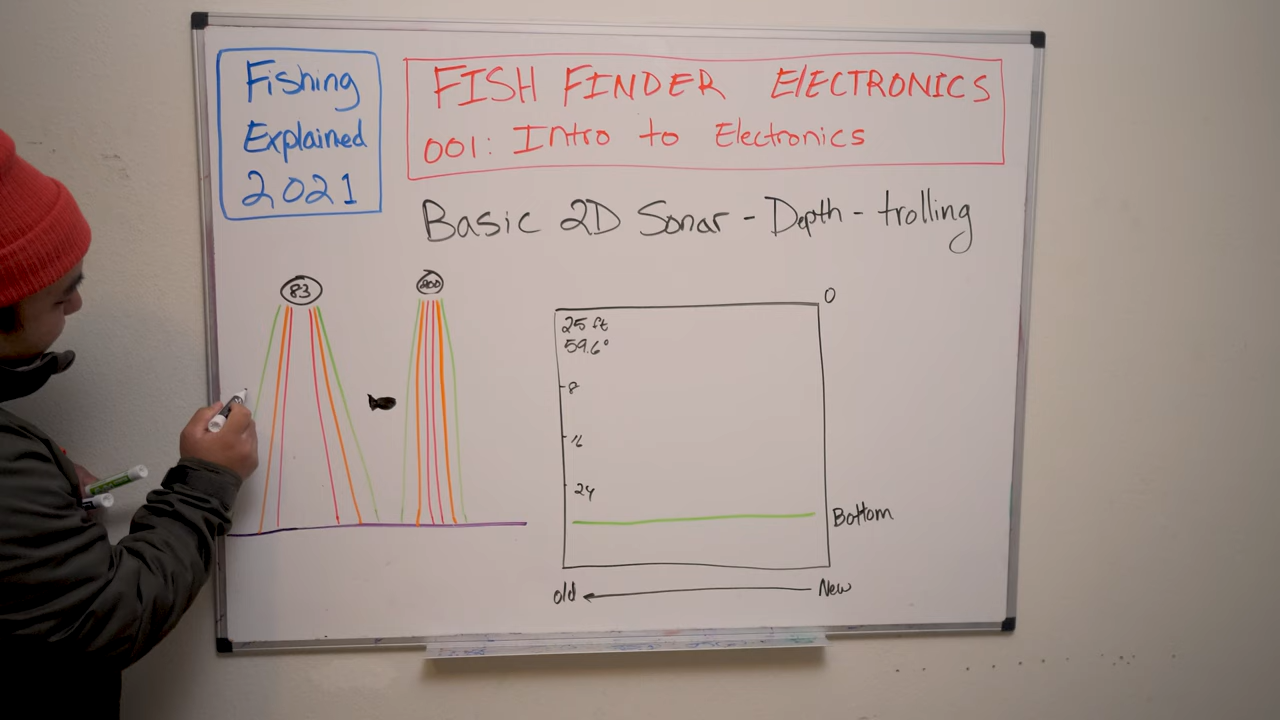 Fishing
Explained
2021
FISH FINDER ElECTRONICS
001: Intro to Electronics
Basic 2D Sonar - Depth - trolling
83
200
0
25 ft
59.6°
8
16
24
Bottom
old
New